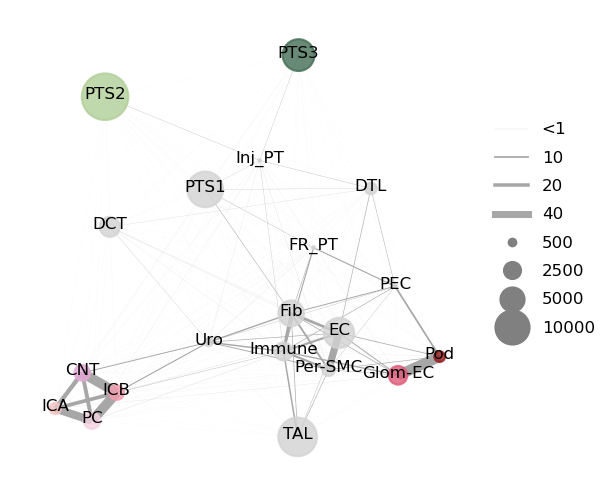 PTS3
PTS2
<1
Inj_PT
10
PTS1
DTL
20
40
DCT
500
FR_PT
2500
PEC
5000
Fib
10000
EC
Uro
Immune
Pod
Per-SMC
CNT
Glom-EC
ICB
ICA
PC
TAL